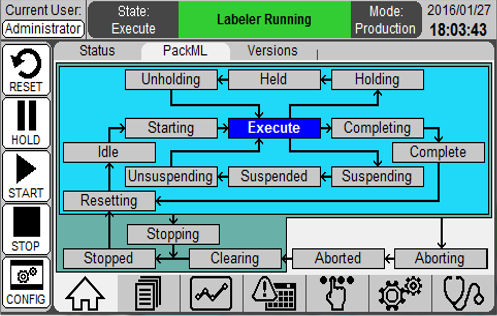 Current User:
Administrator
State:
Execute
Labeler Running
Mode:
Production
2016/01/27
18:03:43
Status
PackML
Versions
RESET
HOLD
START
STOP
CONFIG
Unholding
Held
Holding
Starting
Execute
Completing
Idle
Complete
Unsuspending
Suspended
Suspending
Resetting
Stopping
Stopped
Clearing
Aborted
Aborting